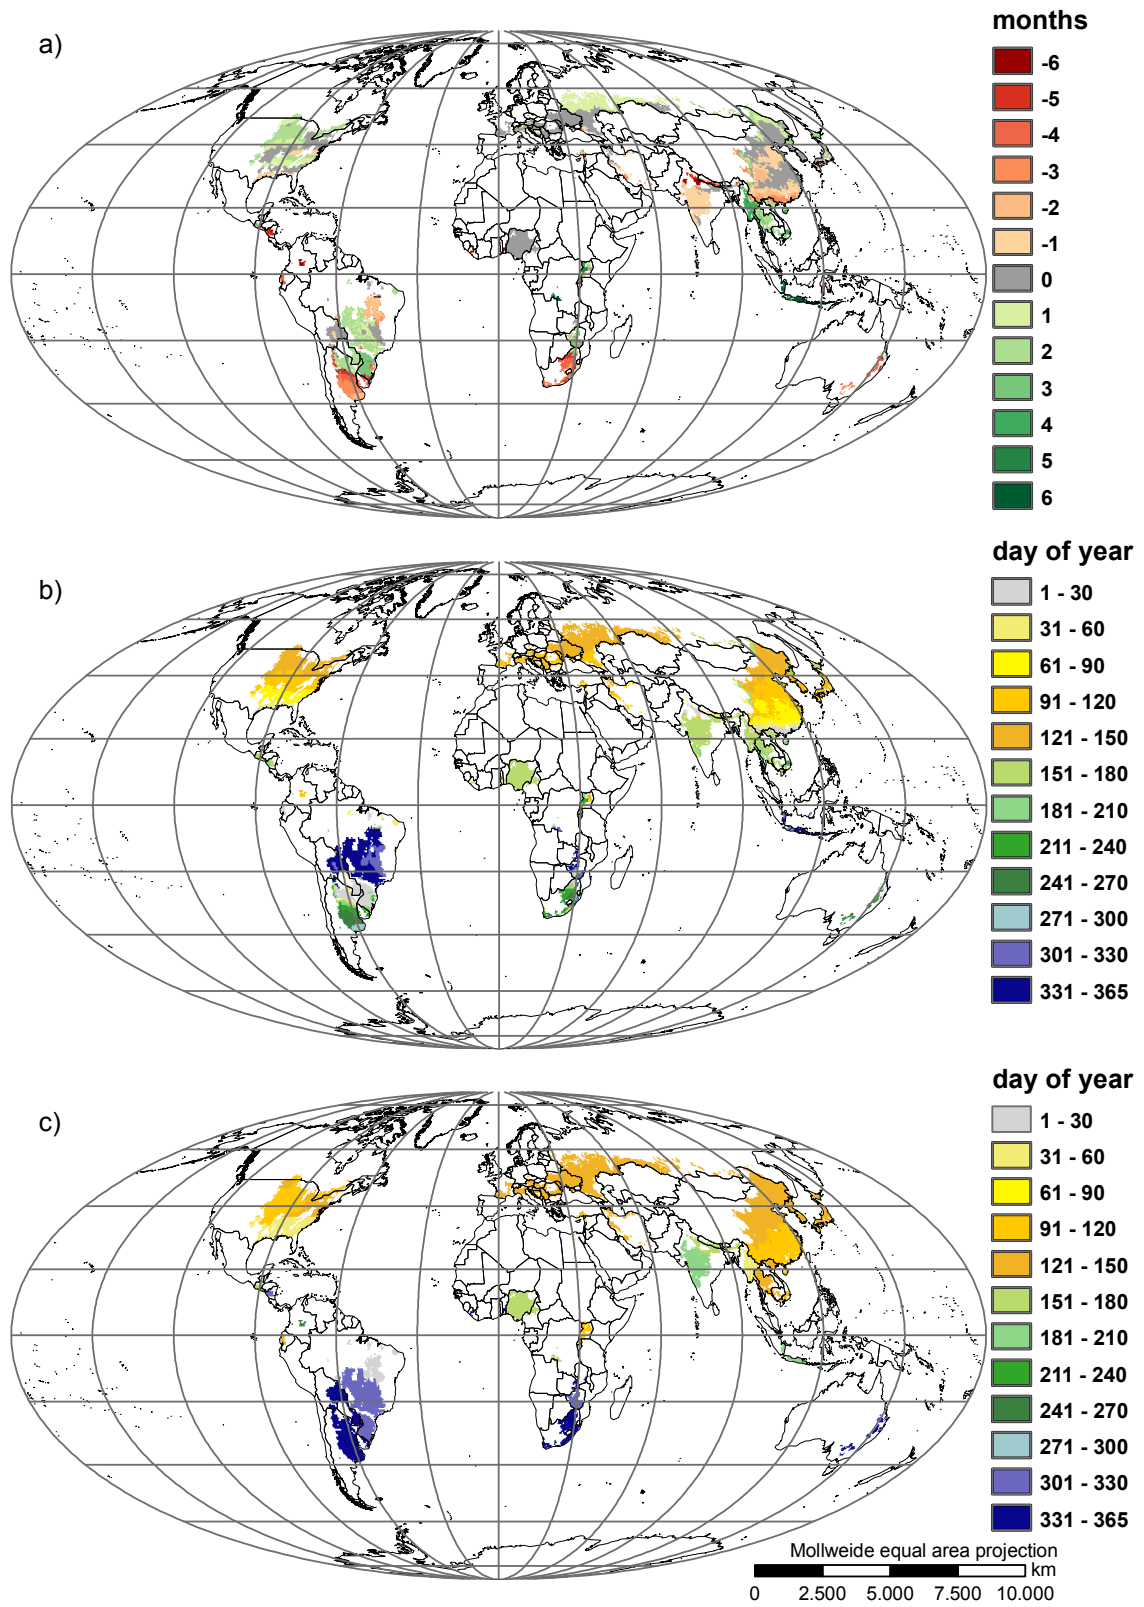 a)
months
-6
-5
-4
-3
-2
-1
0
1
2
3
4
5
6
b)
day of year
1 - 30
31 - 60
61 - 90
91 - 120
121 - 150
151 - 180
181 - 210
211 - 240
241 - 270
271 - 300
301 - 330
331 - 365
c)
day of year
1 - 30
31 - 60
61 - 90
91 - 120
121 - 150
151 - 180
181 - 210
211 - 240
241 - 270
271 - 300
301 - 330
331 - 365
Mollweide equal area projection
km
0 2.500 5.000 7.500 10.000